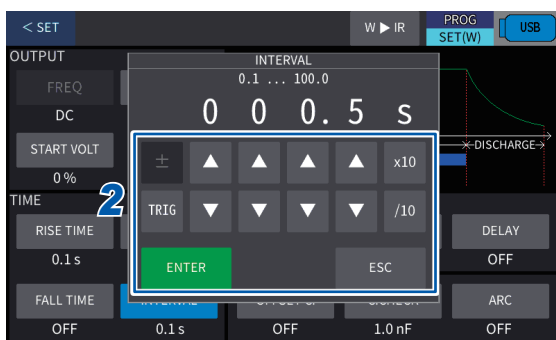 < SET
W ▶ IR
PROG
SET(W)
USB
OUTPUT
INTERVAL
0.1 ... 100.0
FREQ
DC
0 0 0. 5 s
START VOLT
0 %
± ▲ ▲ ▲ ▲ x10
DISCHARGE
2
TIME
TRIG ▼ ▼ ▼ ▼ /10
RISE TIME
0.1 s
DELAY
OFF
ENTER
ESC
FALL TIME
OFF
INTERVAL
0.1 s
OFF
1.0 nF
ARC
OFF